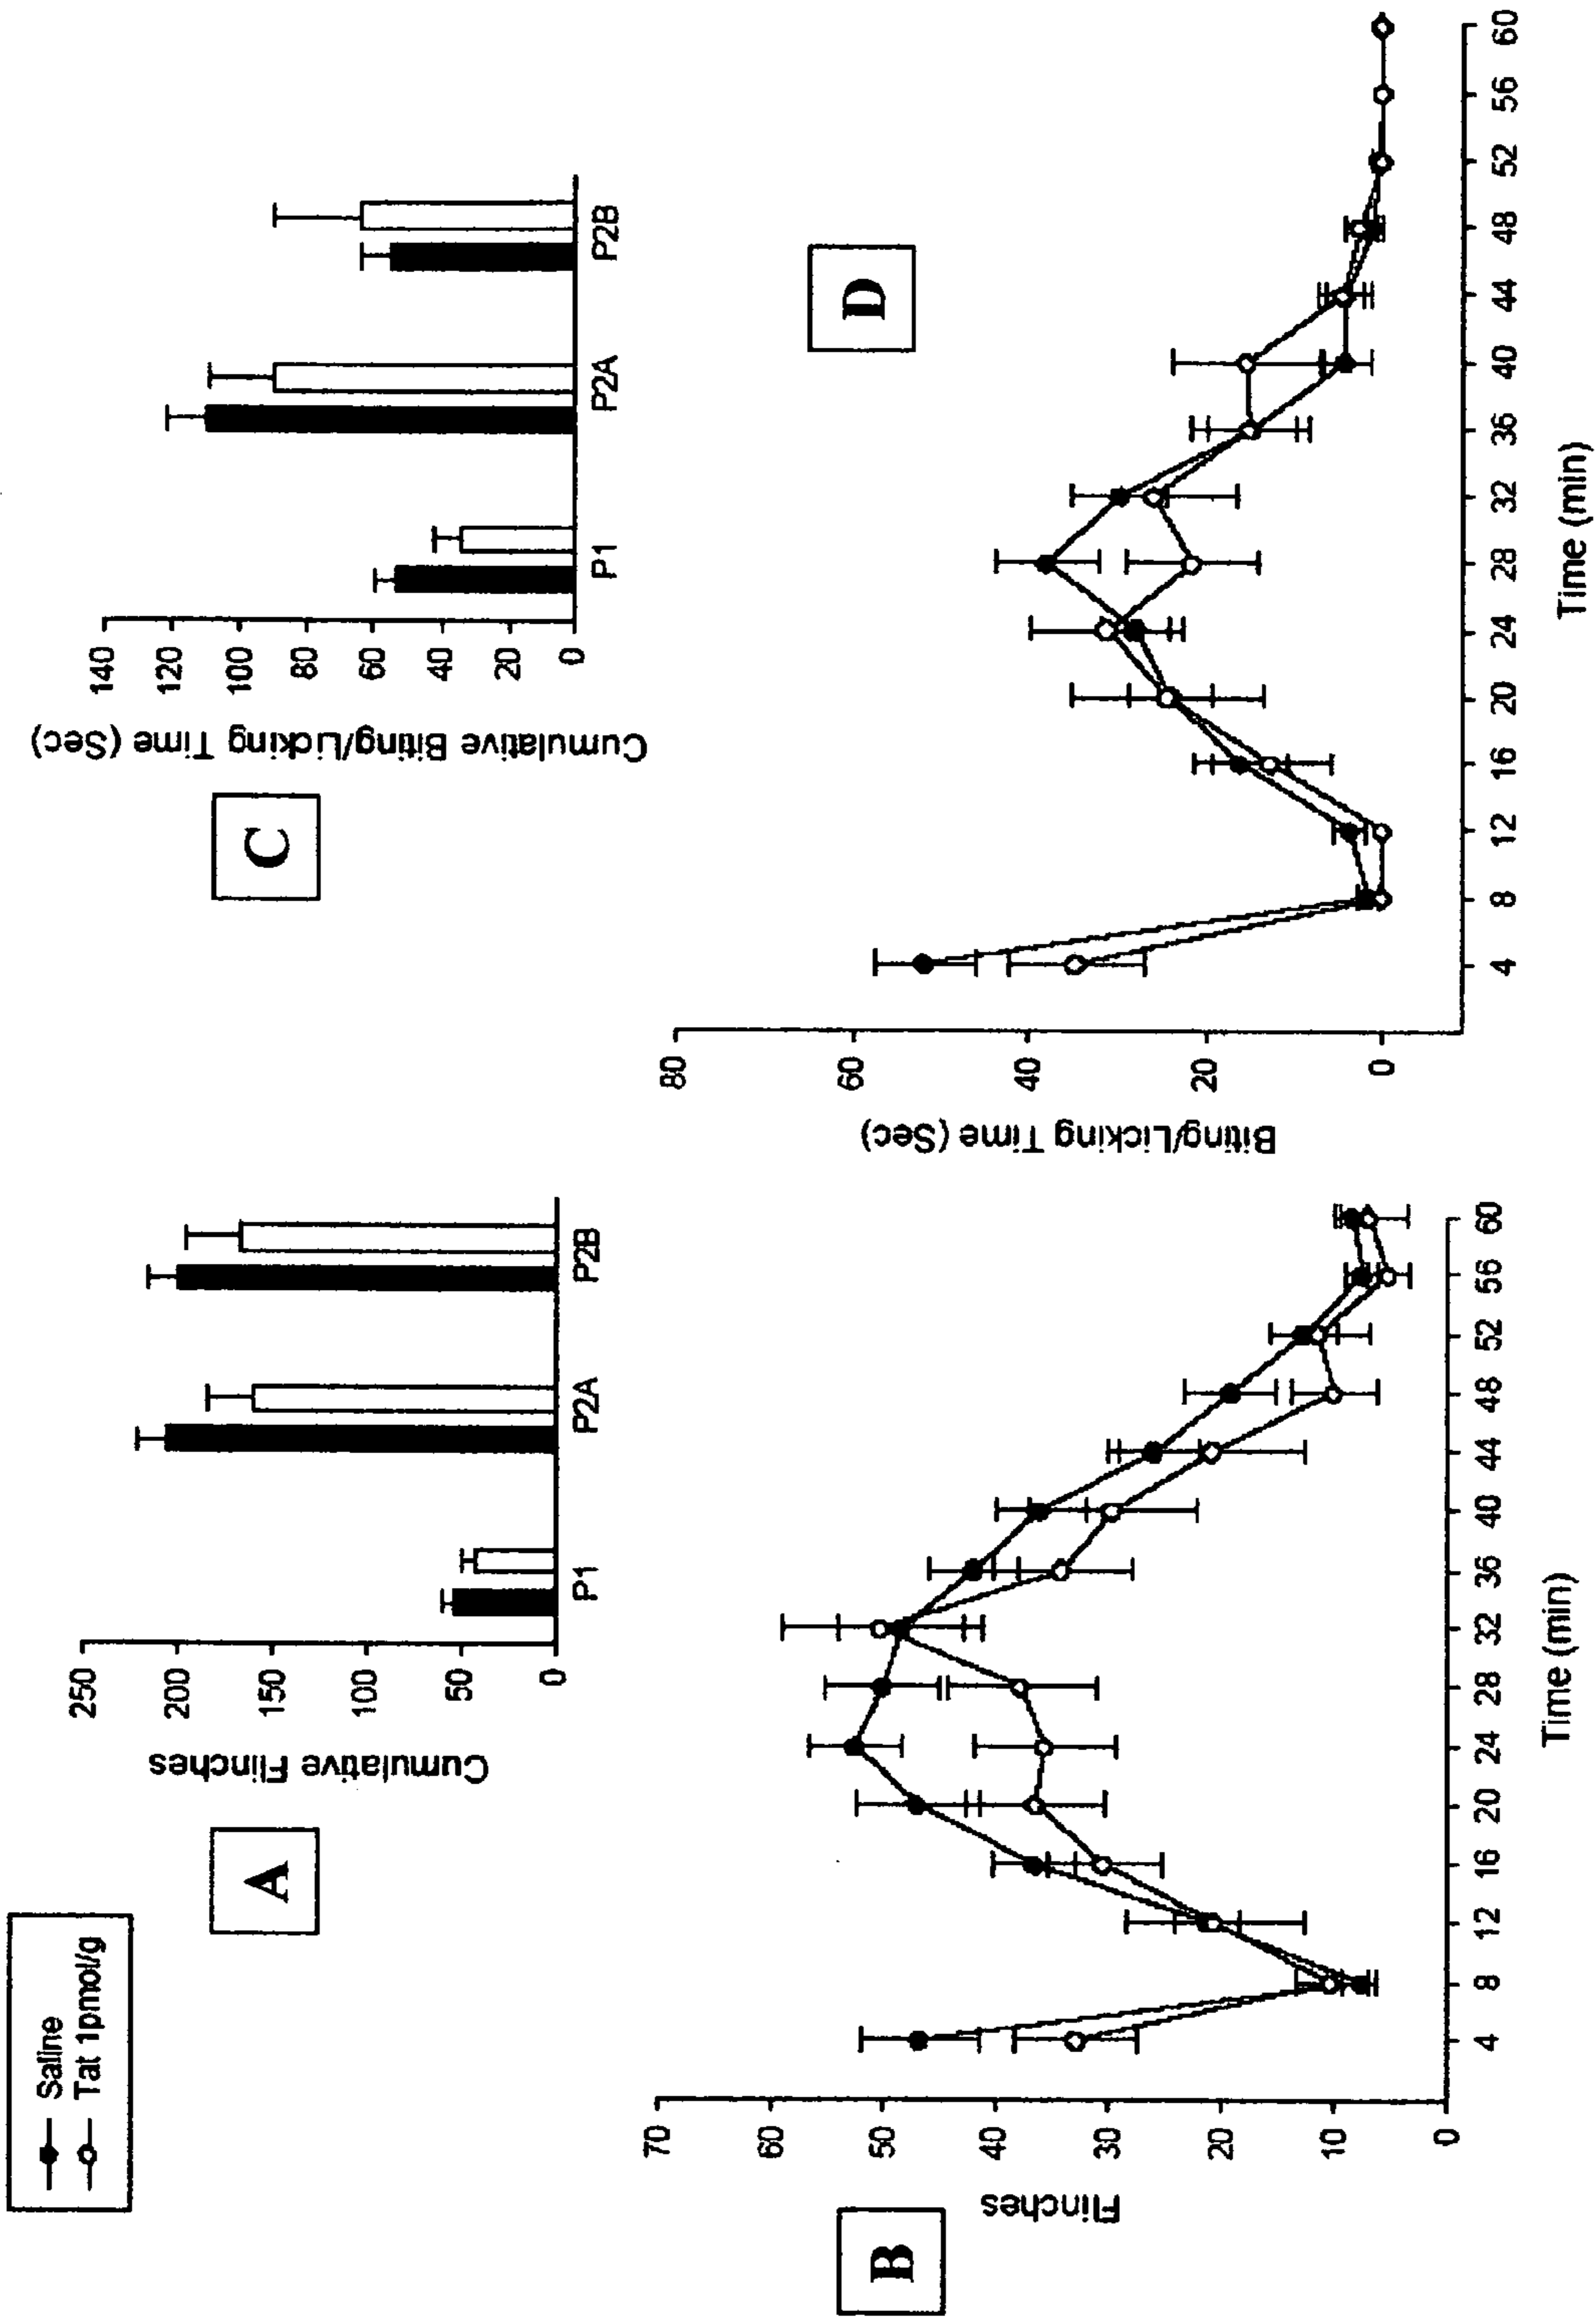 Saline
Tat 1pmol/g
A
Cumulative Flinches
250
200
150
100
50
0
P1 P2A P2B
B
Flinches
70
60
50
40
30
20
10
0
4 8 12 16 20 24 28 32 36 40 44 48 52 56 60
Time (min)
C
Cumulative Biting/Licking Time (Sec)
140
120
100
80
60
40
20
0
P1 P2A P2B
D
Biting/Licking Time (Sec)
80
60
40
20
0
4 8 12 16 20 24 28 32 36 40 44 48 52 56 60
Time (min)